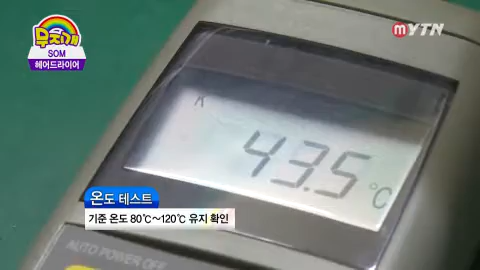 무지개
SOM
헤어드라이어
mYTN
K
43.5 °C
온도 테스트
기준 온도 80℃~120℃ 유지 확인
AUTO POWER OFF